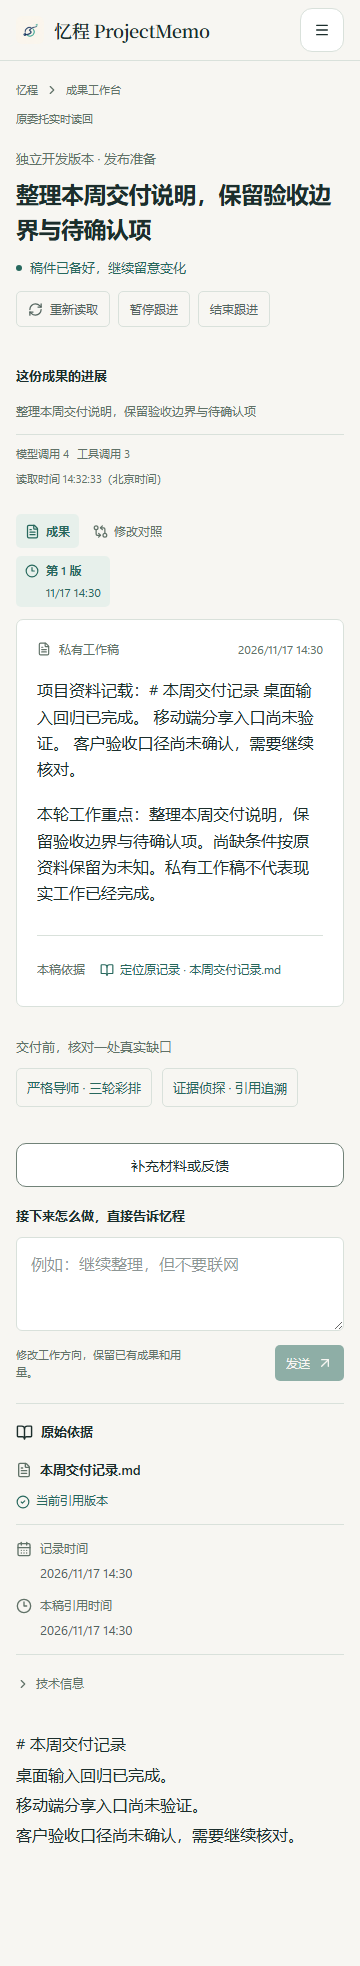 忆程 ProjectMemo
忆程 > 成果工作台
原委托实时读回
独立开发版本 · 发布准备
整理本周交付说明，保留验收边
界与待确认项
稿件已备好，继续留意变化
重新读取 暂停跟进 结束跟进
这份成果的进展
整理本周交付说明，保留验收边界与待确认项
模型调用 4 工具调用 3
读取时间 14:32:33（北京时间）
成果 修改对照
第 1 版
11/17 14:30
私有工作稿 2026/11/17 14:30
项目资料记载：# 本周交付记录 桌面输
入回归已完成。 移动端分享入口尚未验
证。 客户验收口径尚未确认，需要继续
核对。
本轮工作重点：整理本周交付说明，保
留验收边界与待确认项。尚缺条件按原
资料保留为未知。私有工作稿不代表现
实工作已经完成。
本稿依据 定位原记录 · 本周交付记录.md
交付前，核对一处真实缺口
严格导师 · 三轮彩排 证据侦探 · 引用追溯
补充材料或反馈
接下来怎么做，直接告诉忆程
例如：继续整理，但不要联网
修改工作方向，保留已有成果和用
量。
发送
原始依据
本周交付记录.md
当前引用版本
记录时间
2026/11/17 14:30
本稿引用时间
2026/11/17 14:30
技术信息
# 本周交付记录
桌面输入回归已完成。
移动端分享入口尚未验证。
客户验收口径尚未确认，需要继续核对。